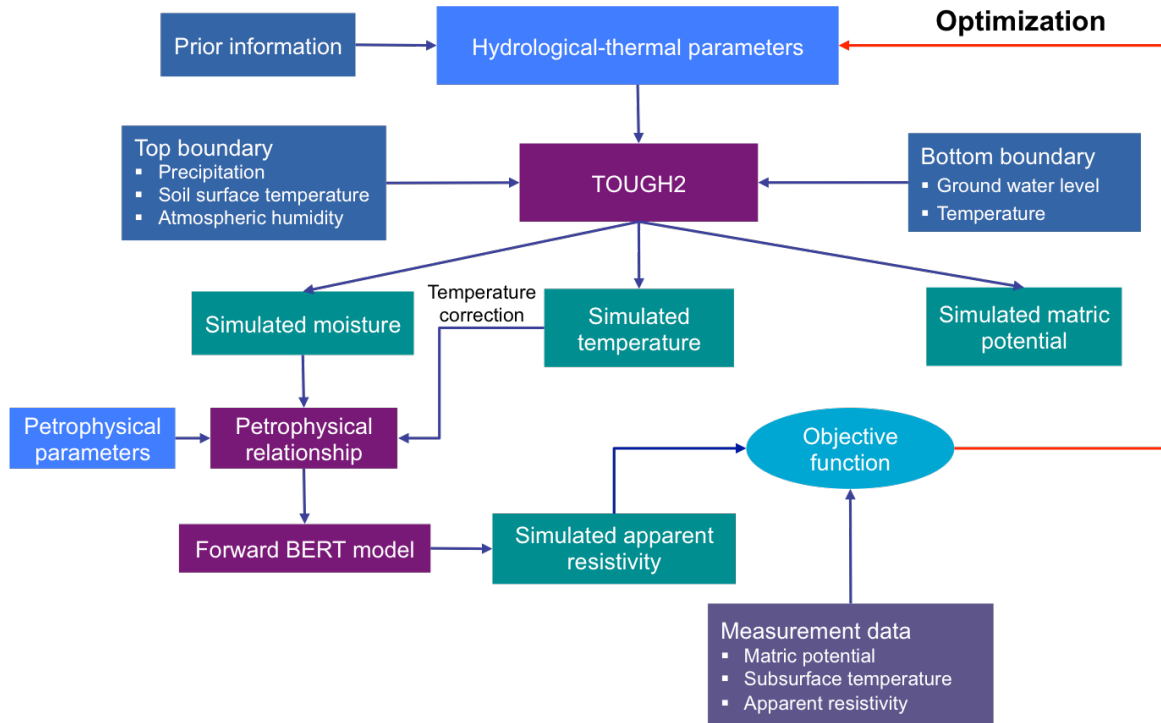 Optimization
Prior information
Hydrological-thermal parameters
Top boundary
▪ Precipitation
▪ Soil surface temperature
▪ Atmospheric humidity
TOUGH2
Bottom boundary
▪ Ground water level
▪ Temperature
Simulated moisture
Temperature
correction
Simulated
temperature
Simulated matric
potential
Petrophysical
parameters
Petrophysical
relationship
Objective
function
Forward BERT model
Simulated apparent
resistivity
Measurement data
▪ Matric potential
▪ Subsurface temperature
▪ Apparent resistivity